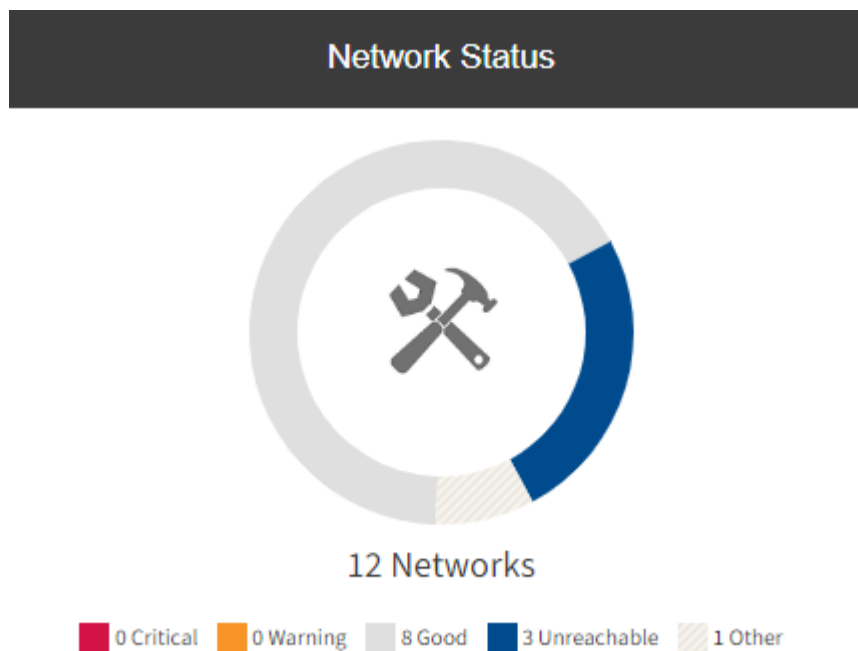 Network Status
12 Networks
0 Critical 0 Warning 8 Good 3 Unreachable 1 Other